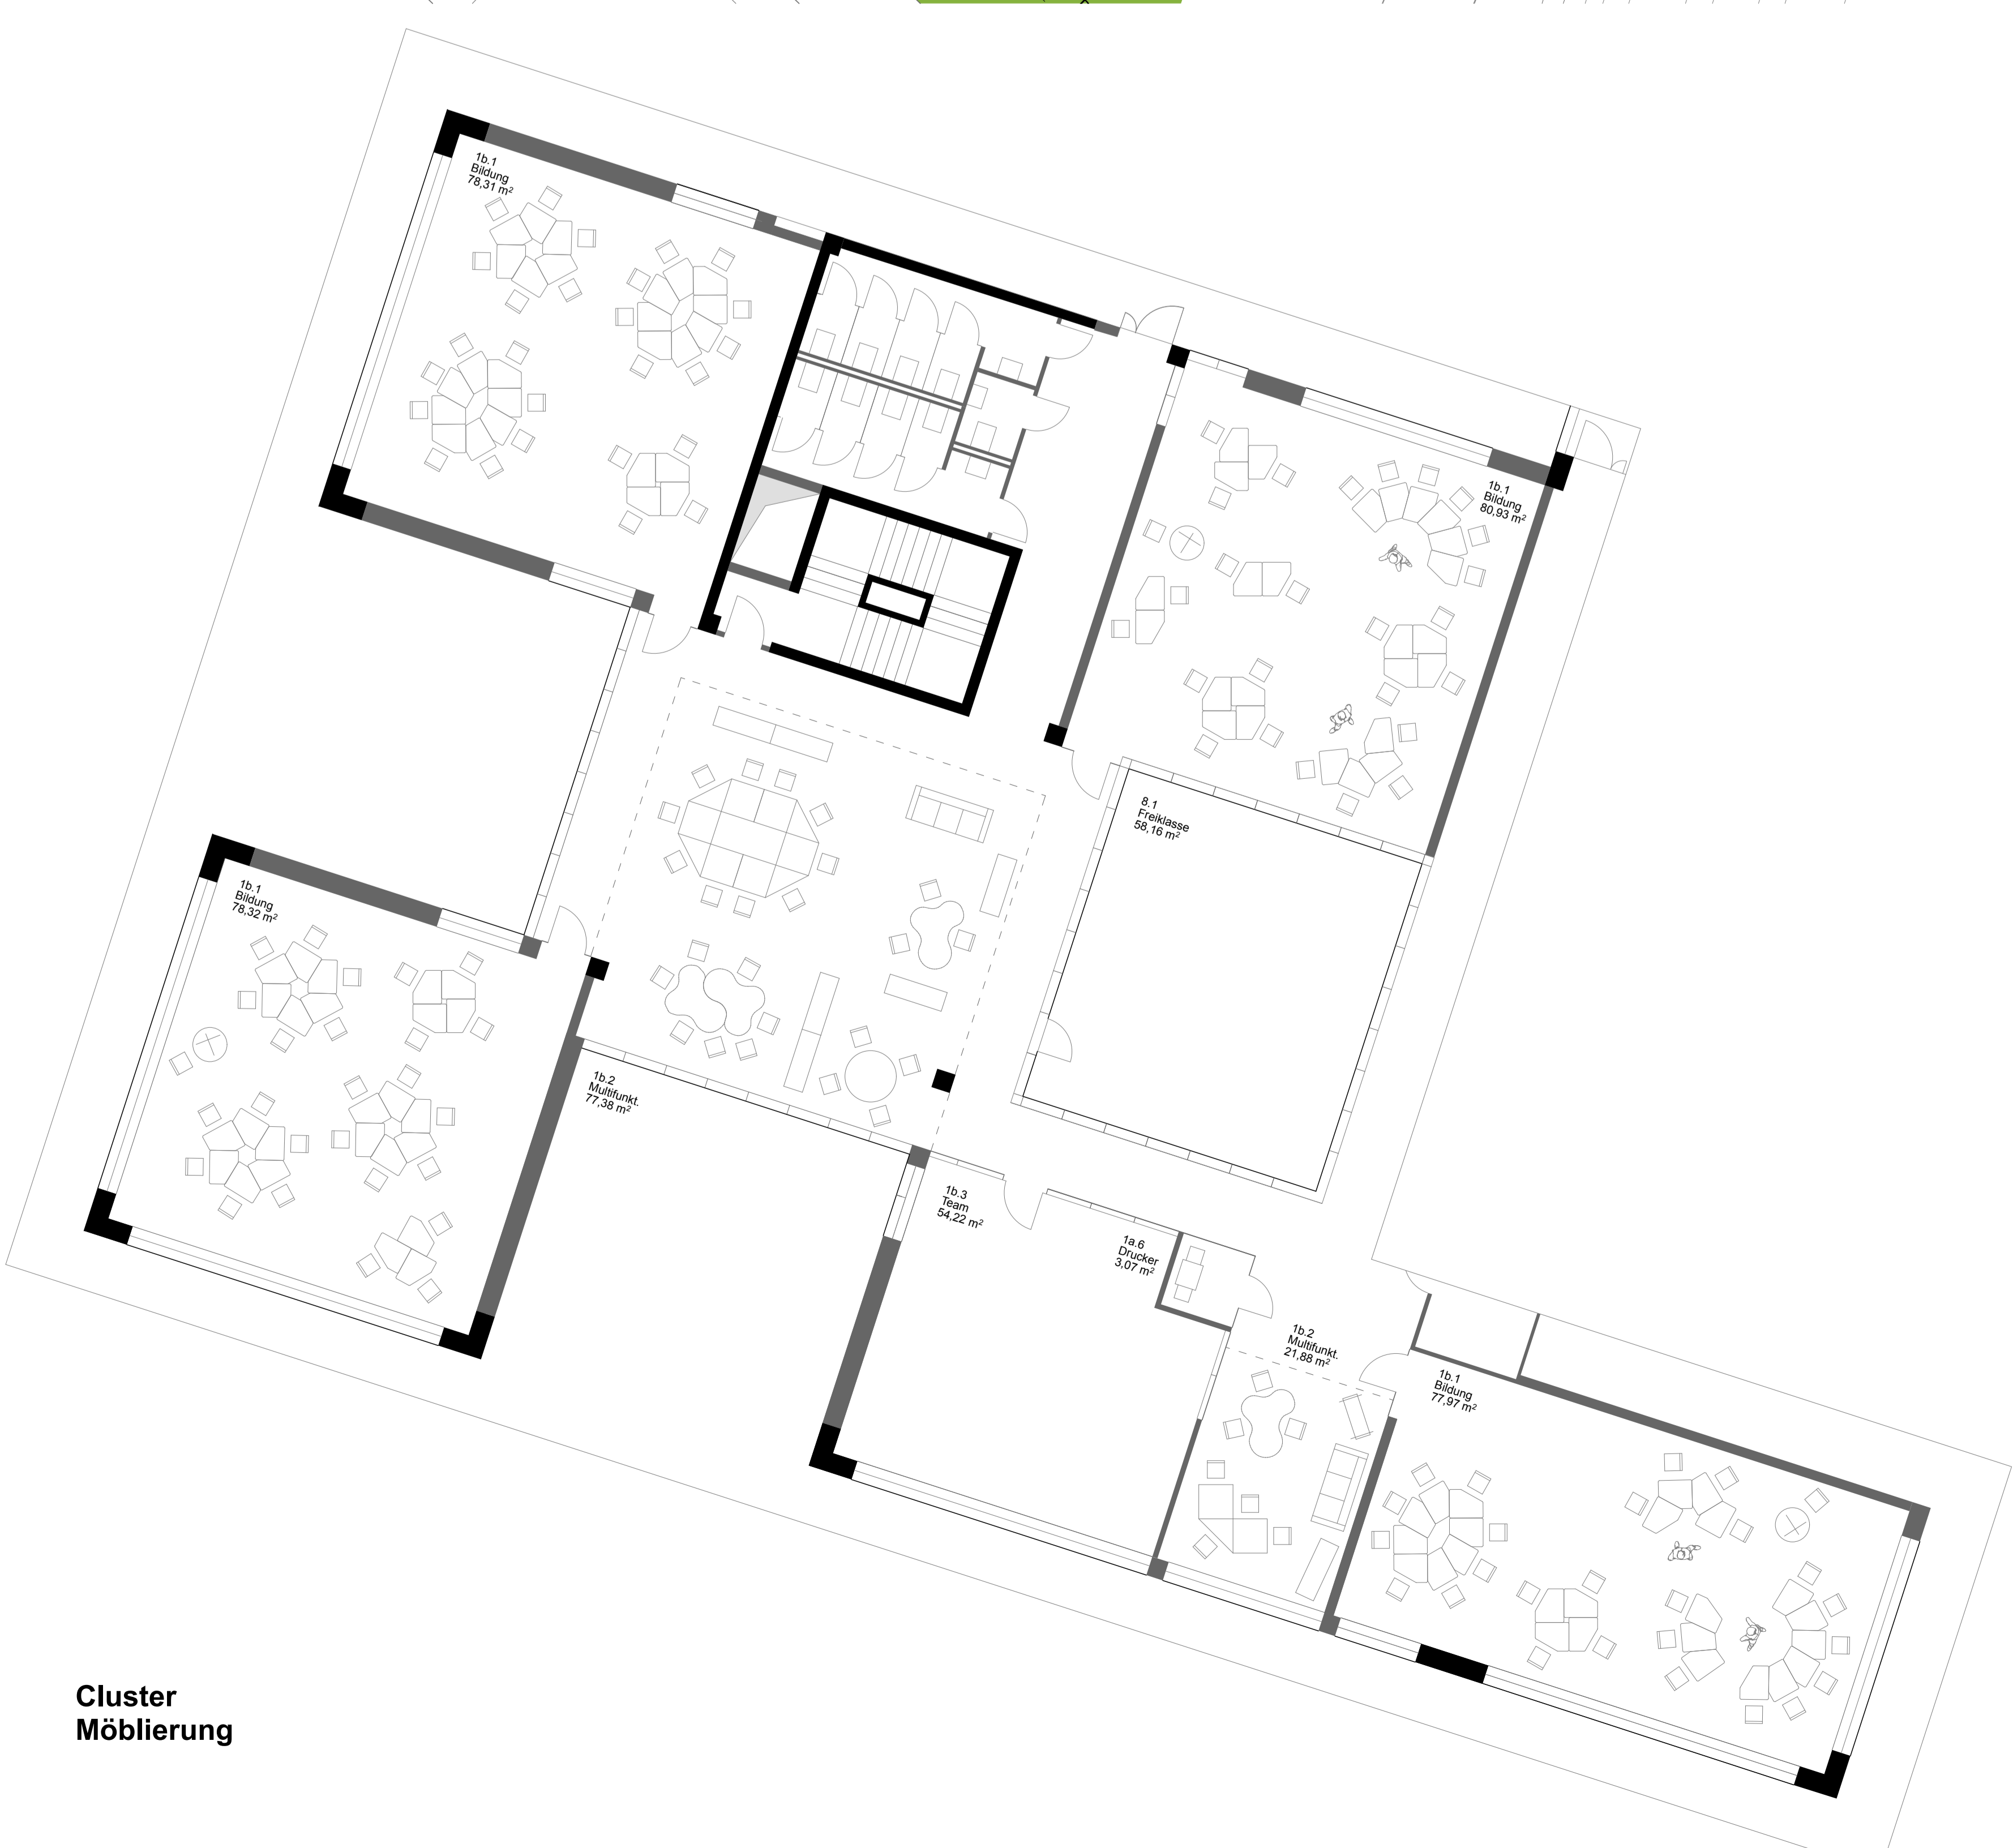 1b.1
Bildung
78,31 m²
1b.1
Bildung
80,93 m²
8.1
Freiklasse
58,16 m²
1b.1
Bildung
78,32 m²
1b.2
Multifunkt.
77,38 m²
1b.3
Team
54,22 m²
1a.6
Drucker
3,07 m²
1b.2
Multifunkt.
21,88 m²
1b.1
Bildung
77,97 m²
Cluster
Möblierung